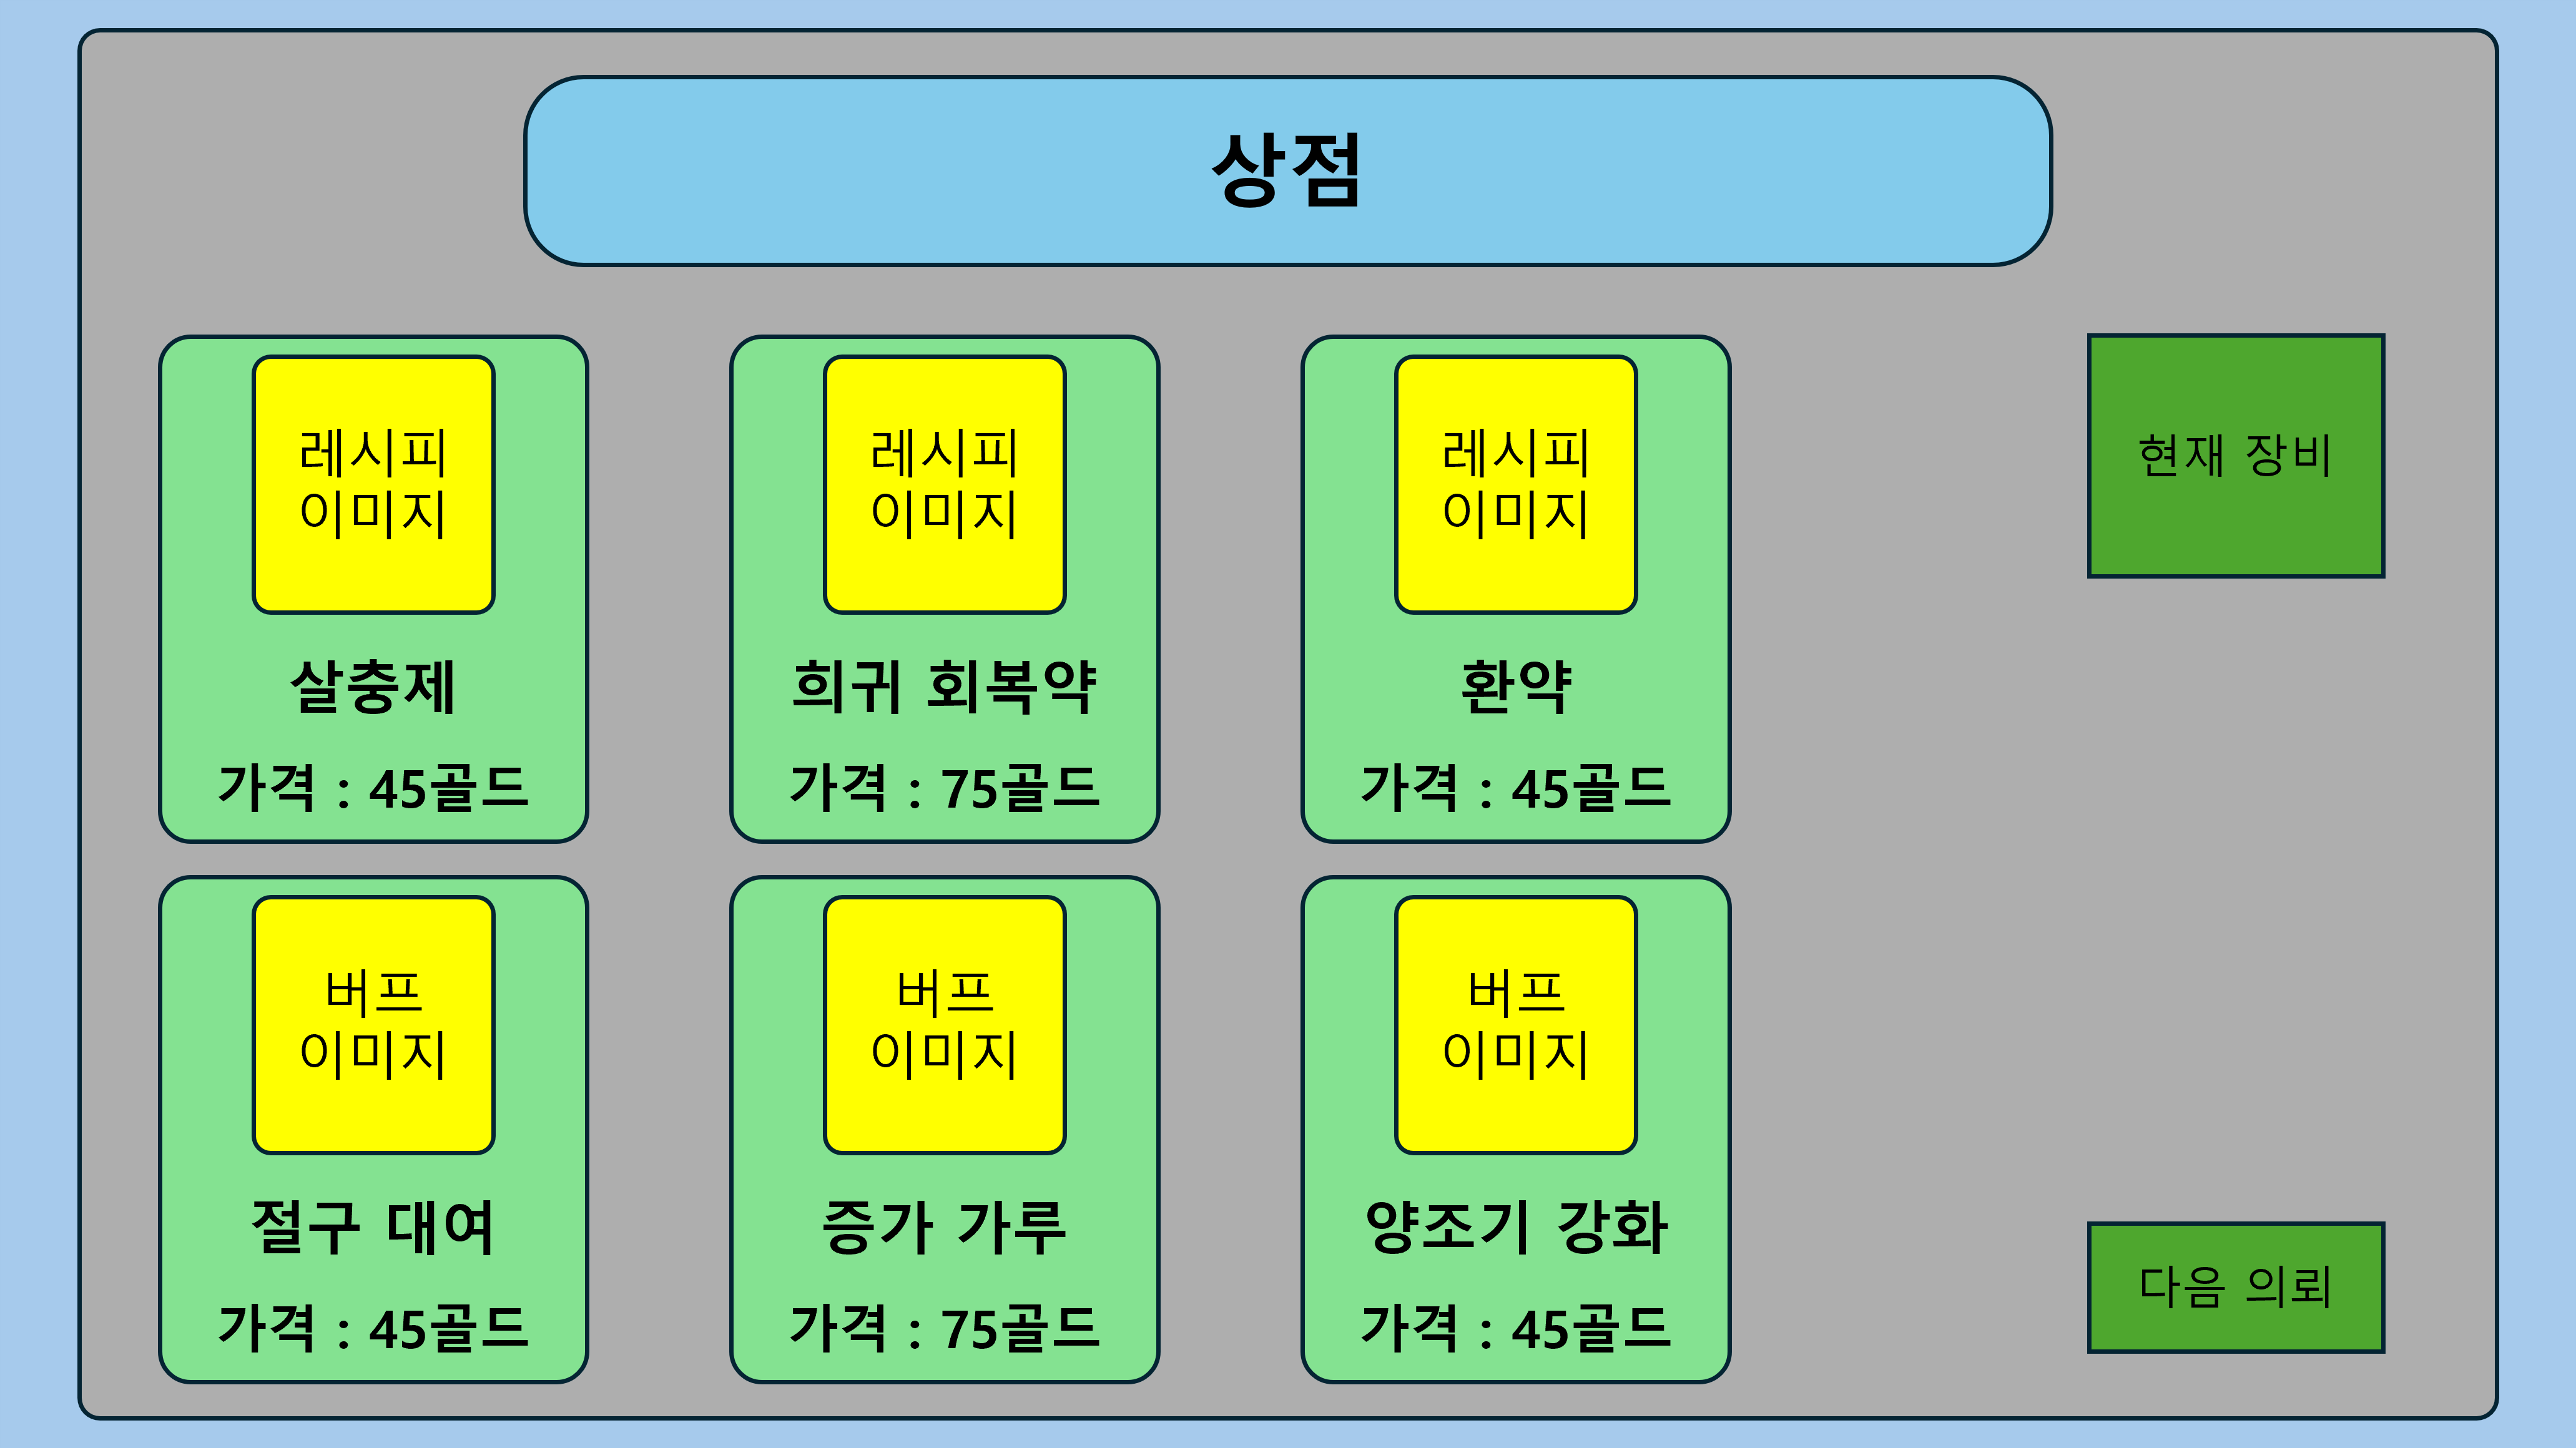 상점
레시피
이미지
살충제
가격 : 45골드
레시피
이미지
희귀 회복약
가격 : 75골드
레시피
이미지
환약
가격 : 45골드
현재 장비
버프
이미지
절구 대여
가격 : 45골드
버프
이미지
증가 가루
가격 : 75골드
버프
이미지
양조기 강화
가격 : 45골드
다음 의뢰